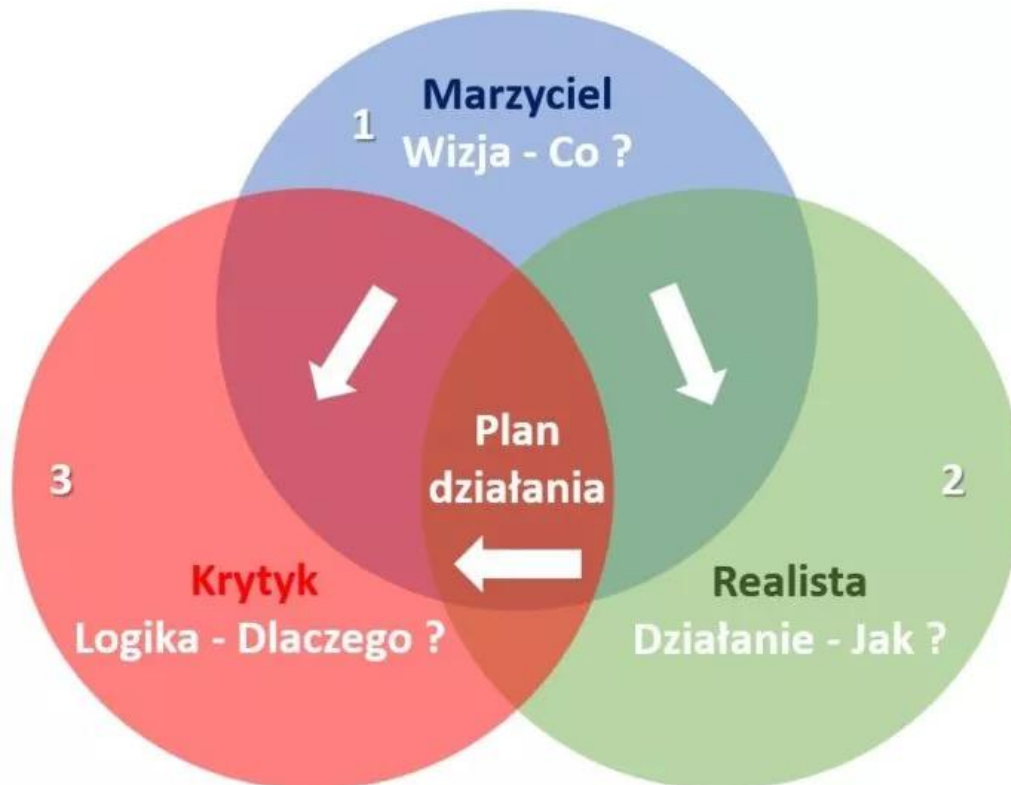 1
Marzyciel
Wizja - Co ?
Plan
działania
3
2
Krytyk
Logika - Dlaczego ?
Realista
Działanie - Jak ?